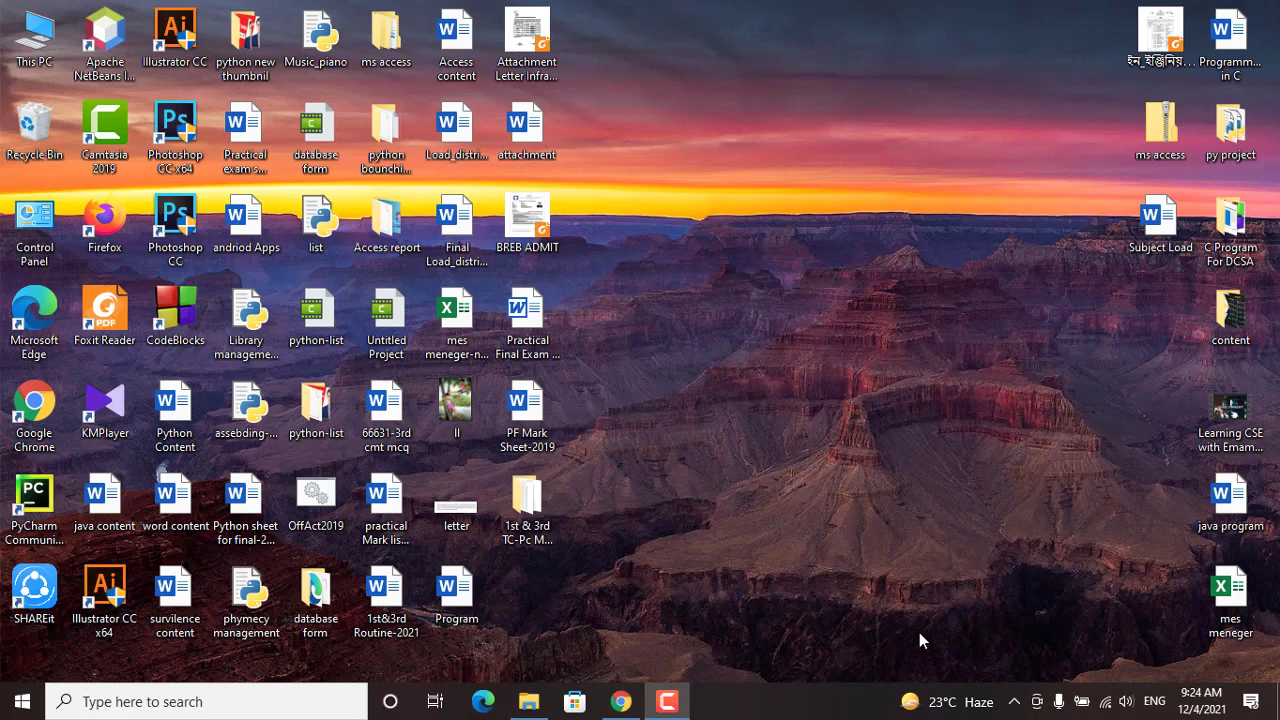 This PC
Apache
NetBeans I...
Illustrator CC
python new
thumbnil
Music_piano
ms access
Access
content
Attachment
Letter Infra...
ইন_ইঞ্জিনিয়...
Programm...
in C
Recycle Bin
Camtasia
2019
Photoshop
CC x64
Practical
exam s...
database
form
python
bounchi...
Load_distri...
attachment
ms access
py project
Control
Panel
Firefox
Photoshop
CC
andriod Apps
list
Access report
Final
Load_distri...
BREB ADMIT
Subject Load
C Program
For DCSA
Microsoft
Edge
Foxit Reader
CodeBlocks
Library
manageme...
python-list
Untitled
Project
mes
meneger-n...
Practical
Final Exam ...
content
Google
Chrome
KMPlayer
Python
Content
assebding-...
python-list
66631-3rd
cmt mcq
II
PF Mark
Sheet-2019
Learning CSE
with Emam...
PyCharm
Communi...
java content
word content
Python sheet
for final-2...
OffAct2019
practical
Mark lis...
letter
1st & 3rd
TC-Pc M...
java program
SHAREit
Illustrator CC
x64
survilence
content
phymecy
management
database
form
1st&3rd
Routine-2021
Program
mes
meneger
Type here to search
23°C Haze
ENG
9:24 AM
12/4/2021